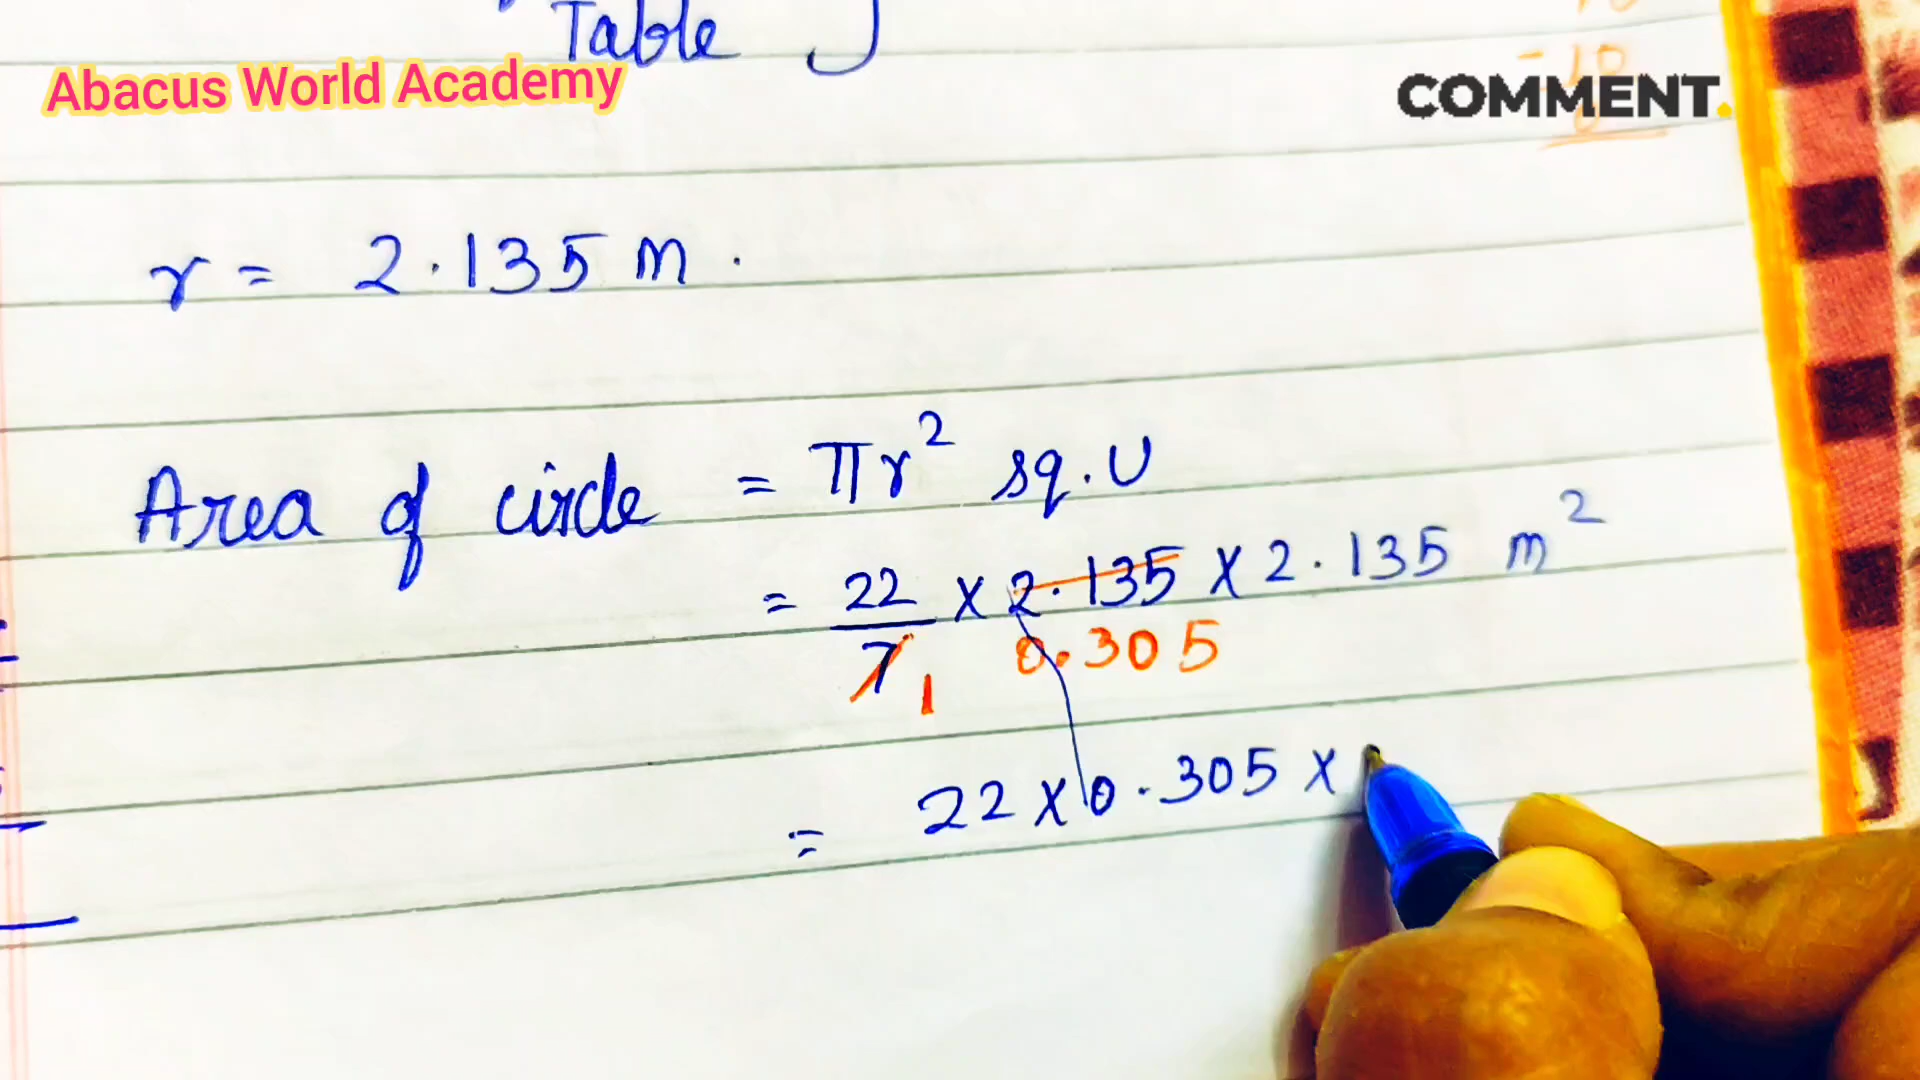 Table
Abacus World Academy
COMMENT.
r = 2.135 m.
Area of circle = πr² sq.U
= 22/7 × 2.135 × 2.135 m²
1 0.305
= 22 × 0.305 ×